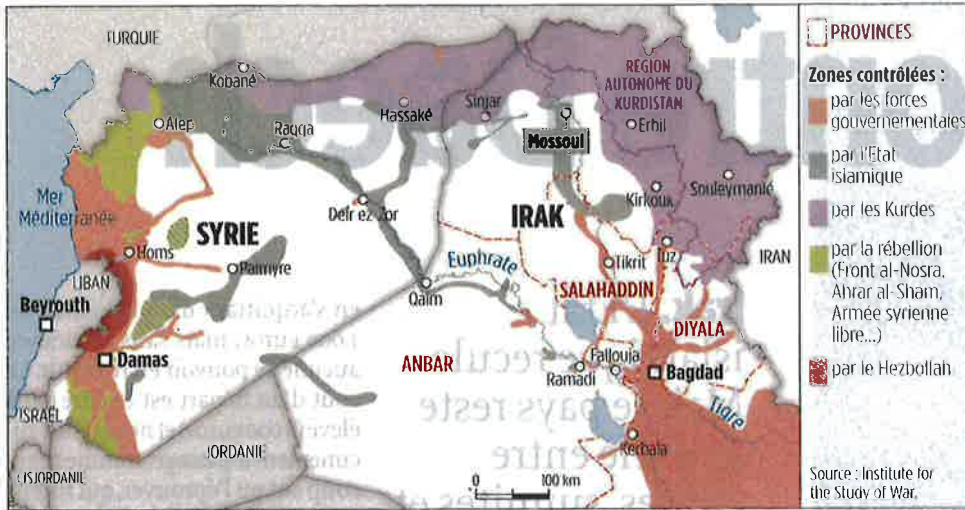 TURQUIE
Kobané
Alep
Raqqa
Hassaké
Sinjar
RÉGION
AUTONOME DU
KURDISTAN
Mossoul
Erbil
Mer
Méditerranée
SYRIE
Deir ez-Zor
IRAK
Kirkouk
Souleymanié
Homs
Palmyre
Euphrate
Tikrit
Tuz
IRAN
LIBAN
Beyrouth
Qaïm
SALAHADDIN
DIYALA
Damas
ANBAR
Ramadi
Fallouja
Bagdad
Tigre
ISRAËL
CISJORDANIE
JORDANIE
Kerbala
0 100 km
PROVINCES
Zones contrôlées :
par les forces
gouvernementales
par l'Etat
islamique
par les Kurdes
par la rébellion
(Front al-Nosra,
Ahrar al-Sham,
Armée syrienne
libre...)
par le Hezbollah
Source : Institute for
the Study of War.